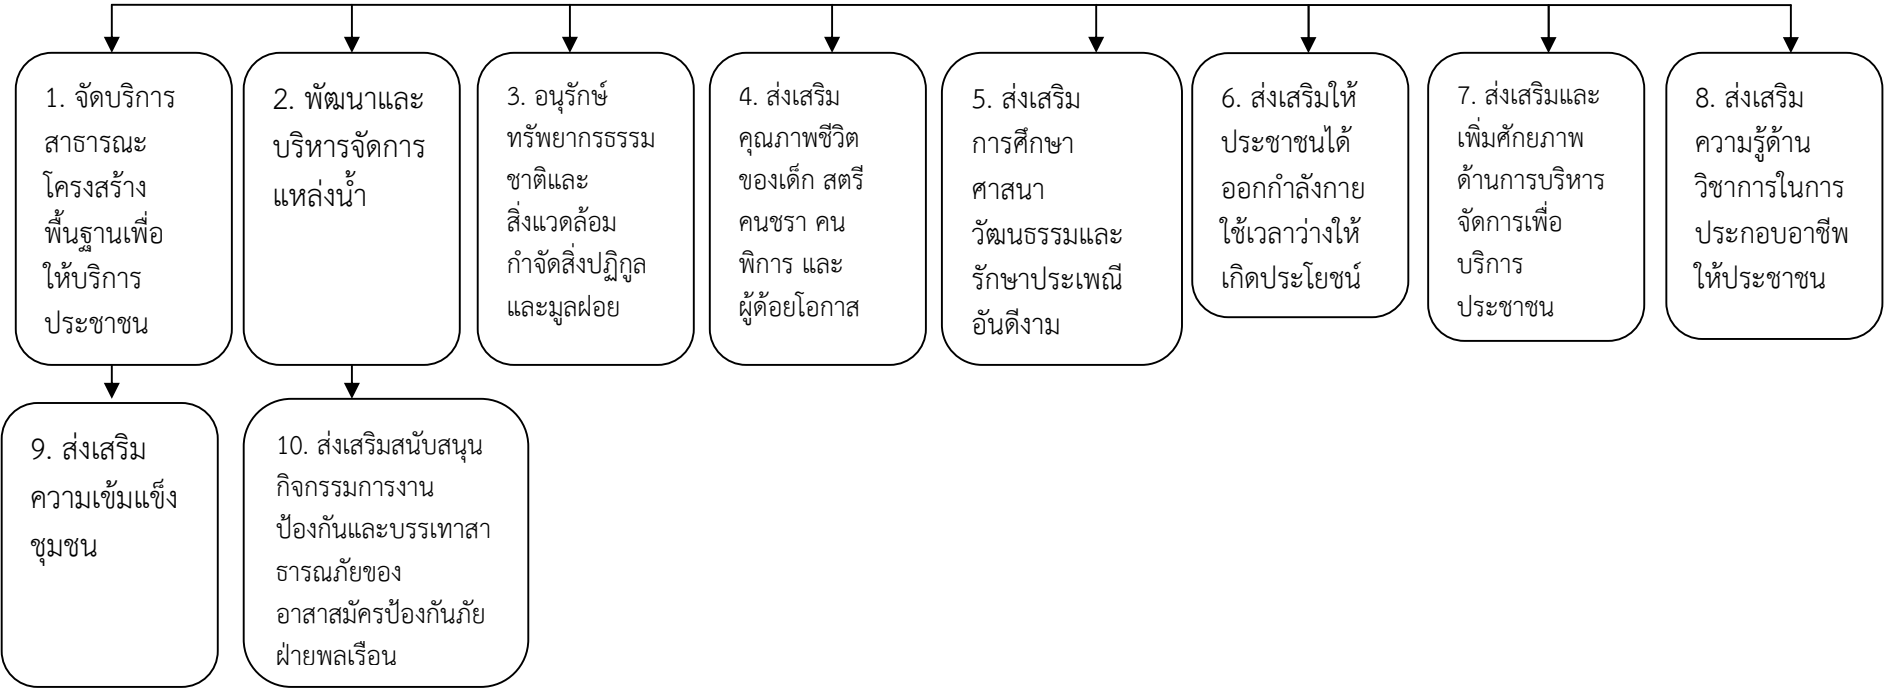 1. จัดบริการ
สาธารณะ
โครงสร้าง
พื้นฐานเพื่อ
ให้บริการ
ประชาชน
2. พัฒนาและ
บริหารจัดการ
แหล่งน้ำ
3. อนุรักษ์
ทรัพยากรธรรม
ชาติและ
สิ่งแวดล้อม
กำจัดสิ่งปฏิกูล
และมูลฝอย
4. ส่งเสริม
คุณภาพชีวิต
ของเด็ก สตรี
คนชรา คน
พิการ และ
ผู้ด้อยโอกาส
5. ส่งเสริม
การศึกษา
ศาสนา
วัฒนธรรมและ
รักษาประเพณี
อันดีงาม
6. ส่งเสริมให้
ประชาชนได้
ออกกำลังกาย
ใช้เวลาว่างให้
เกิดประโยชน์
7. ส่งเสริมและ
เพิ่มศักยภาพ
ด้านการบริหาร
จัดการเพื่อ
บริการ
ประชาชน
8. ส่งเสริม
ความรู้ด้าน
วิชาการในการ
ประกอบอาชีพ
ให้ประชาชน
9. ส่งเสริม
ความเข้มแข็ง
ชุมชน
10. ส่งเสริมสนับสนุน
กิจกรรมการงาน
ป้องกันและบรรเทาสา
ธารณภัยของ
อาสาสมัครป้องกันภัย
ฝ่ายพลเรือน